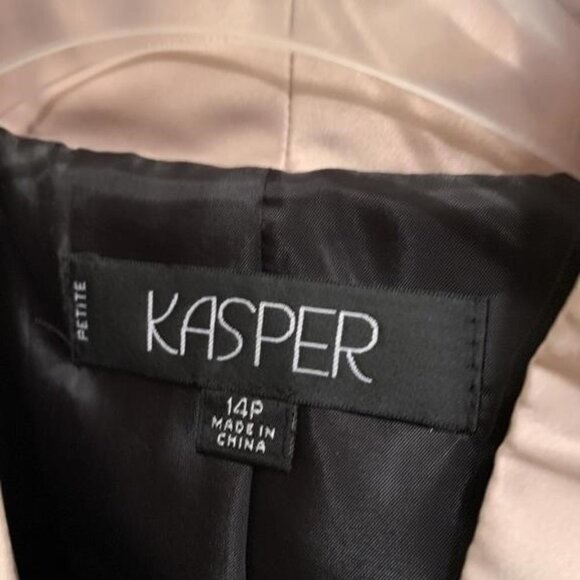 PETITE
KASPER
14P
MADE IN
CHINA